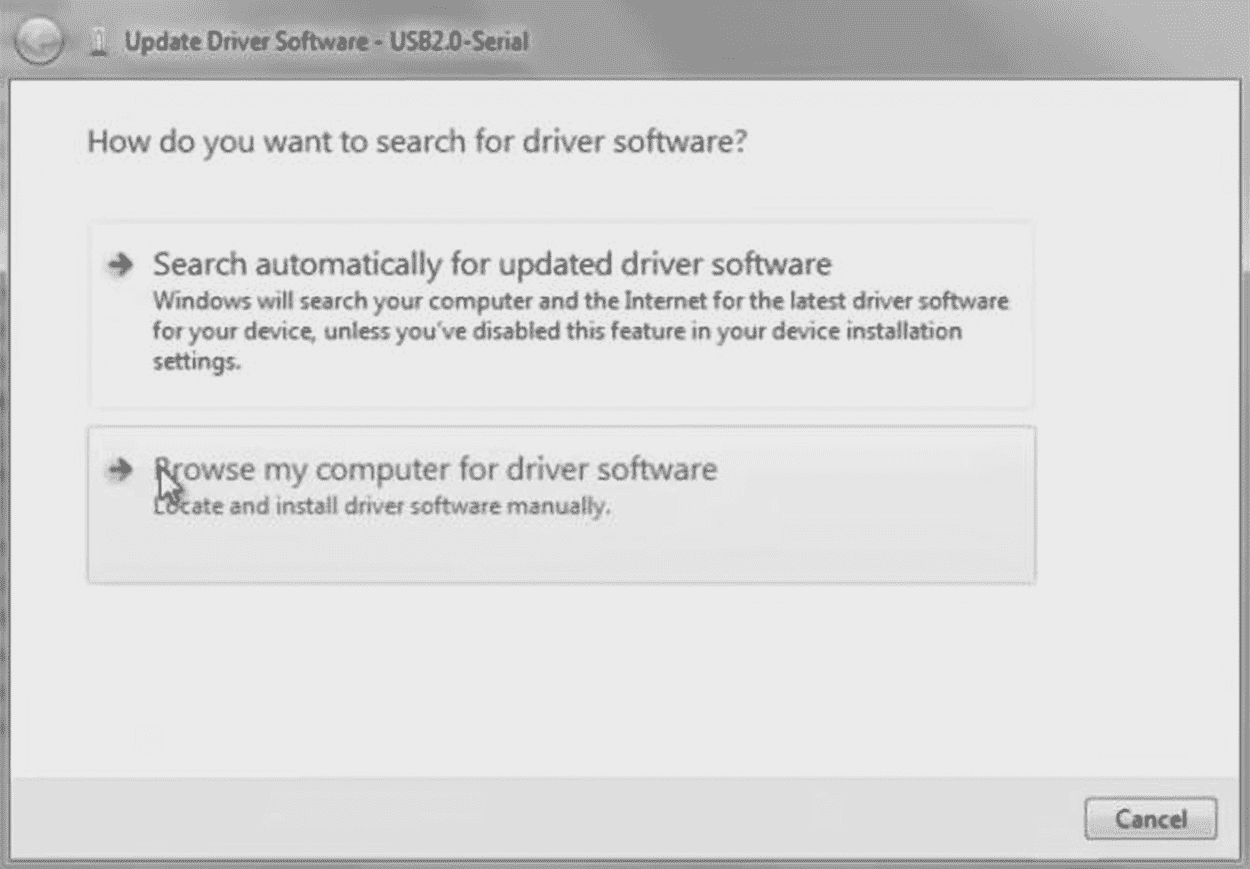 Update Driver Software - USB2.0-Serial
How do you want to search for driver software?
Search automatically for updated driver software
Windows will search your computer and the Internet for the latest driver software
for your device, unless you've disabled this feature in your device installation
settings.
Browse my computer for driver software
Locate and install driver software manually.
Cancel